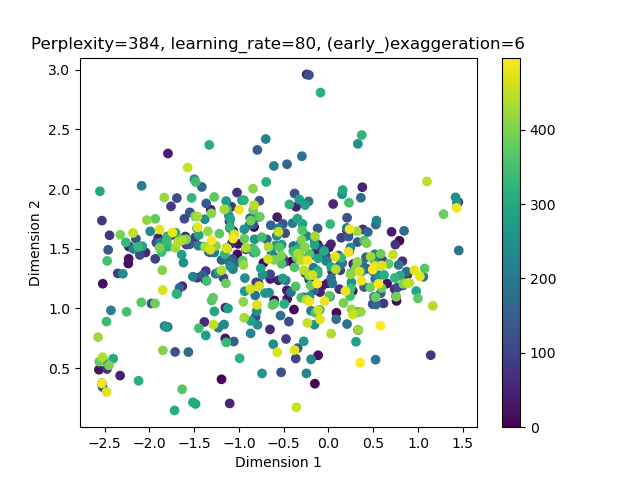 Perplexity=384, learning_rate=80, (early_)exaggeration=6
3.0
2.5
2.0
1.5
1.0
0.5
Dimension 2
−2.5 −2.0 −1.5 −1.0 −0.5 0.0 0.5 1.0 1.5
Dimension 1
400
300
200
100
0